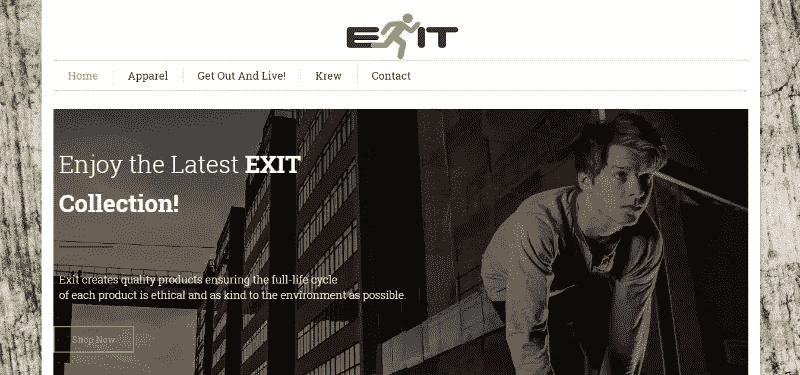 EXIT
Home Apparel Get Out And Live! Krew Contact
Enjoy the Latest EXIT
Collection!
Exit creates quality products ensuring the full-life cycle
of each product is ethical and as kind to the environment as possible.
Shop Now